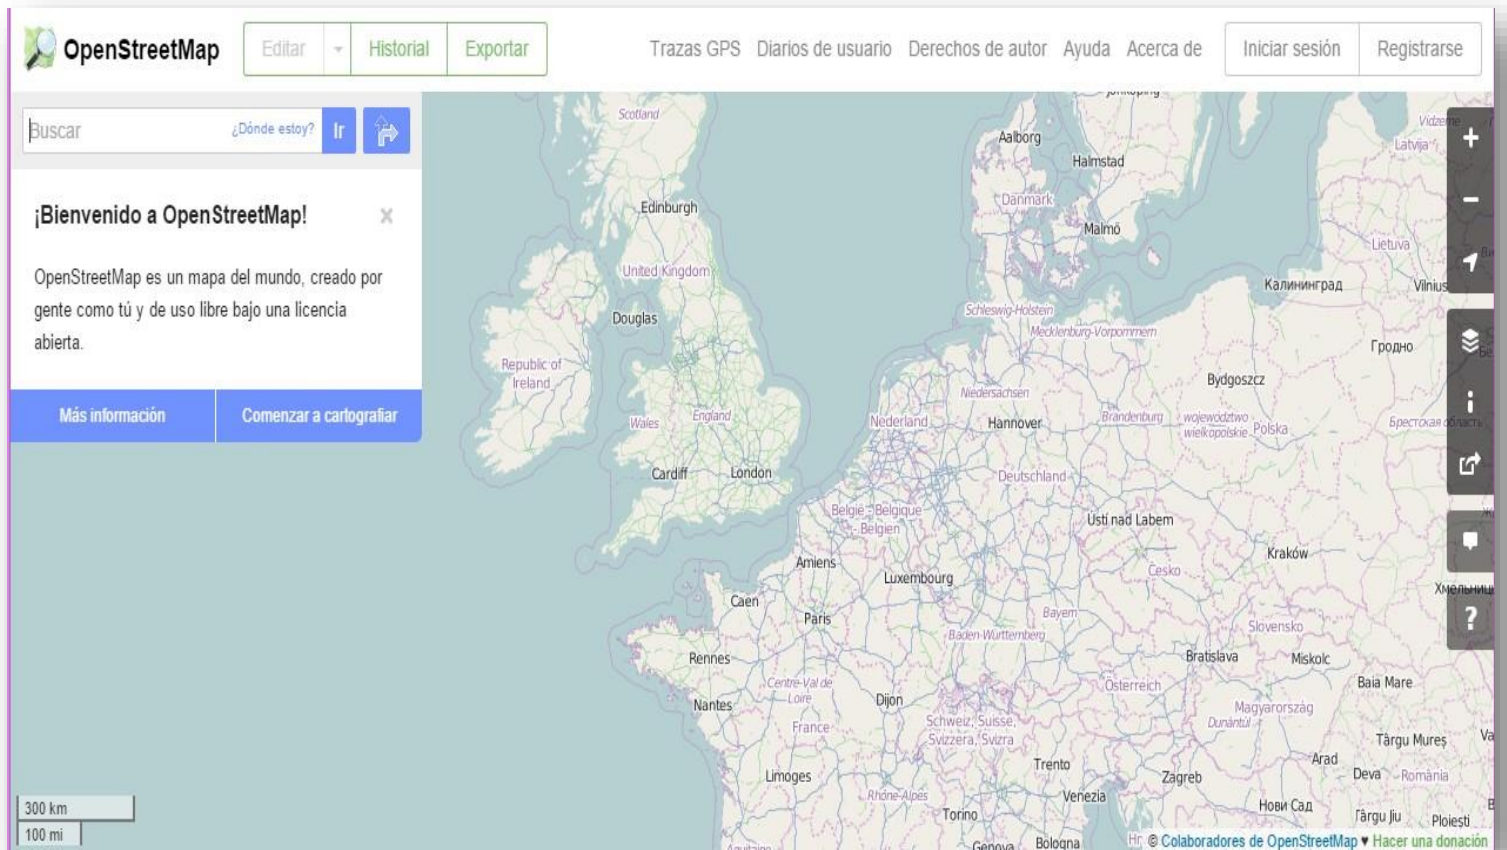 OpenStreetMap
Editar
Historial
Exportar
Trazas GPS Diarios de usuario Derechos de autor Ayuda Acerca de
Iniciar sesión
Registrarse
Buscar
¿Dónde estoy?
Ir
¡Bienvenido a OpenStreetMap!
x
OpenStreetMap es un mapa del mundo, creado por
gente como tú y de uso libre bajo una licencia
abierta.
Más información
Comenzar a cartografiar
Scotland
Aalborg
Halmstad
Latvija
Danmark
Edinburgh
Malmö
Lietuva
United Kingdom
Калининград
Vilnius
Schleswig-Holstein
Douglas
Mecklenburg-Vorpommern
Гродно
Republic of
Ireland
Bydgoszcz
Niedersachsen
Wales
England
Nederland
Hannover
Brandenburg
województwo
wielkopolskie
Polska
Брестская
Cardiff
London
Deutschland
België - Belgique
- Belgien
Ústí nad Labem
Kraków
Amiens
Luxembourg
Česko
Caen
Paris
Bayern
Slovensko
Baden-Württemberg
Rennes
Bratislava
Miskolc
Centre-Val de
Loire
Österreich
Baia Mare
Nantes
Dijon
Magyarország
Dunántúl
France
Schweiz, Suisse,
Svizzera, Svizra
Târgu Mureș
Trento
Arad
Limoges
Zagreb
Deva
România
Rhône-Alpes
Venezia
Нови Сад
Torino
Târgu Jiu
Ploiești
Genova
Bologna
300 km
100 mi
© Colaboradores de OpenStreetMap ♥ Hacer una donación